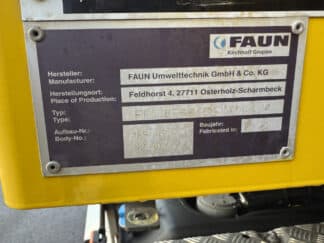 FAUN
Kirchhoff Gruppe
Hersteller: FAUN Umwelttechnik GmbH & Co. KG
Manufacturer:
Herstellungsort: Feldhorst 4, 27711 Osterholz-Scharmbeck
Place of Production:
Typ:
Type:
Aufbau-Nr.: Baujahr:
Body-No.: Fabricated in: